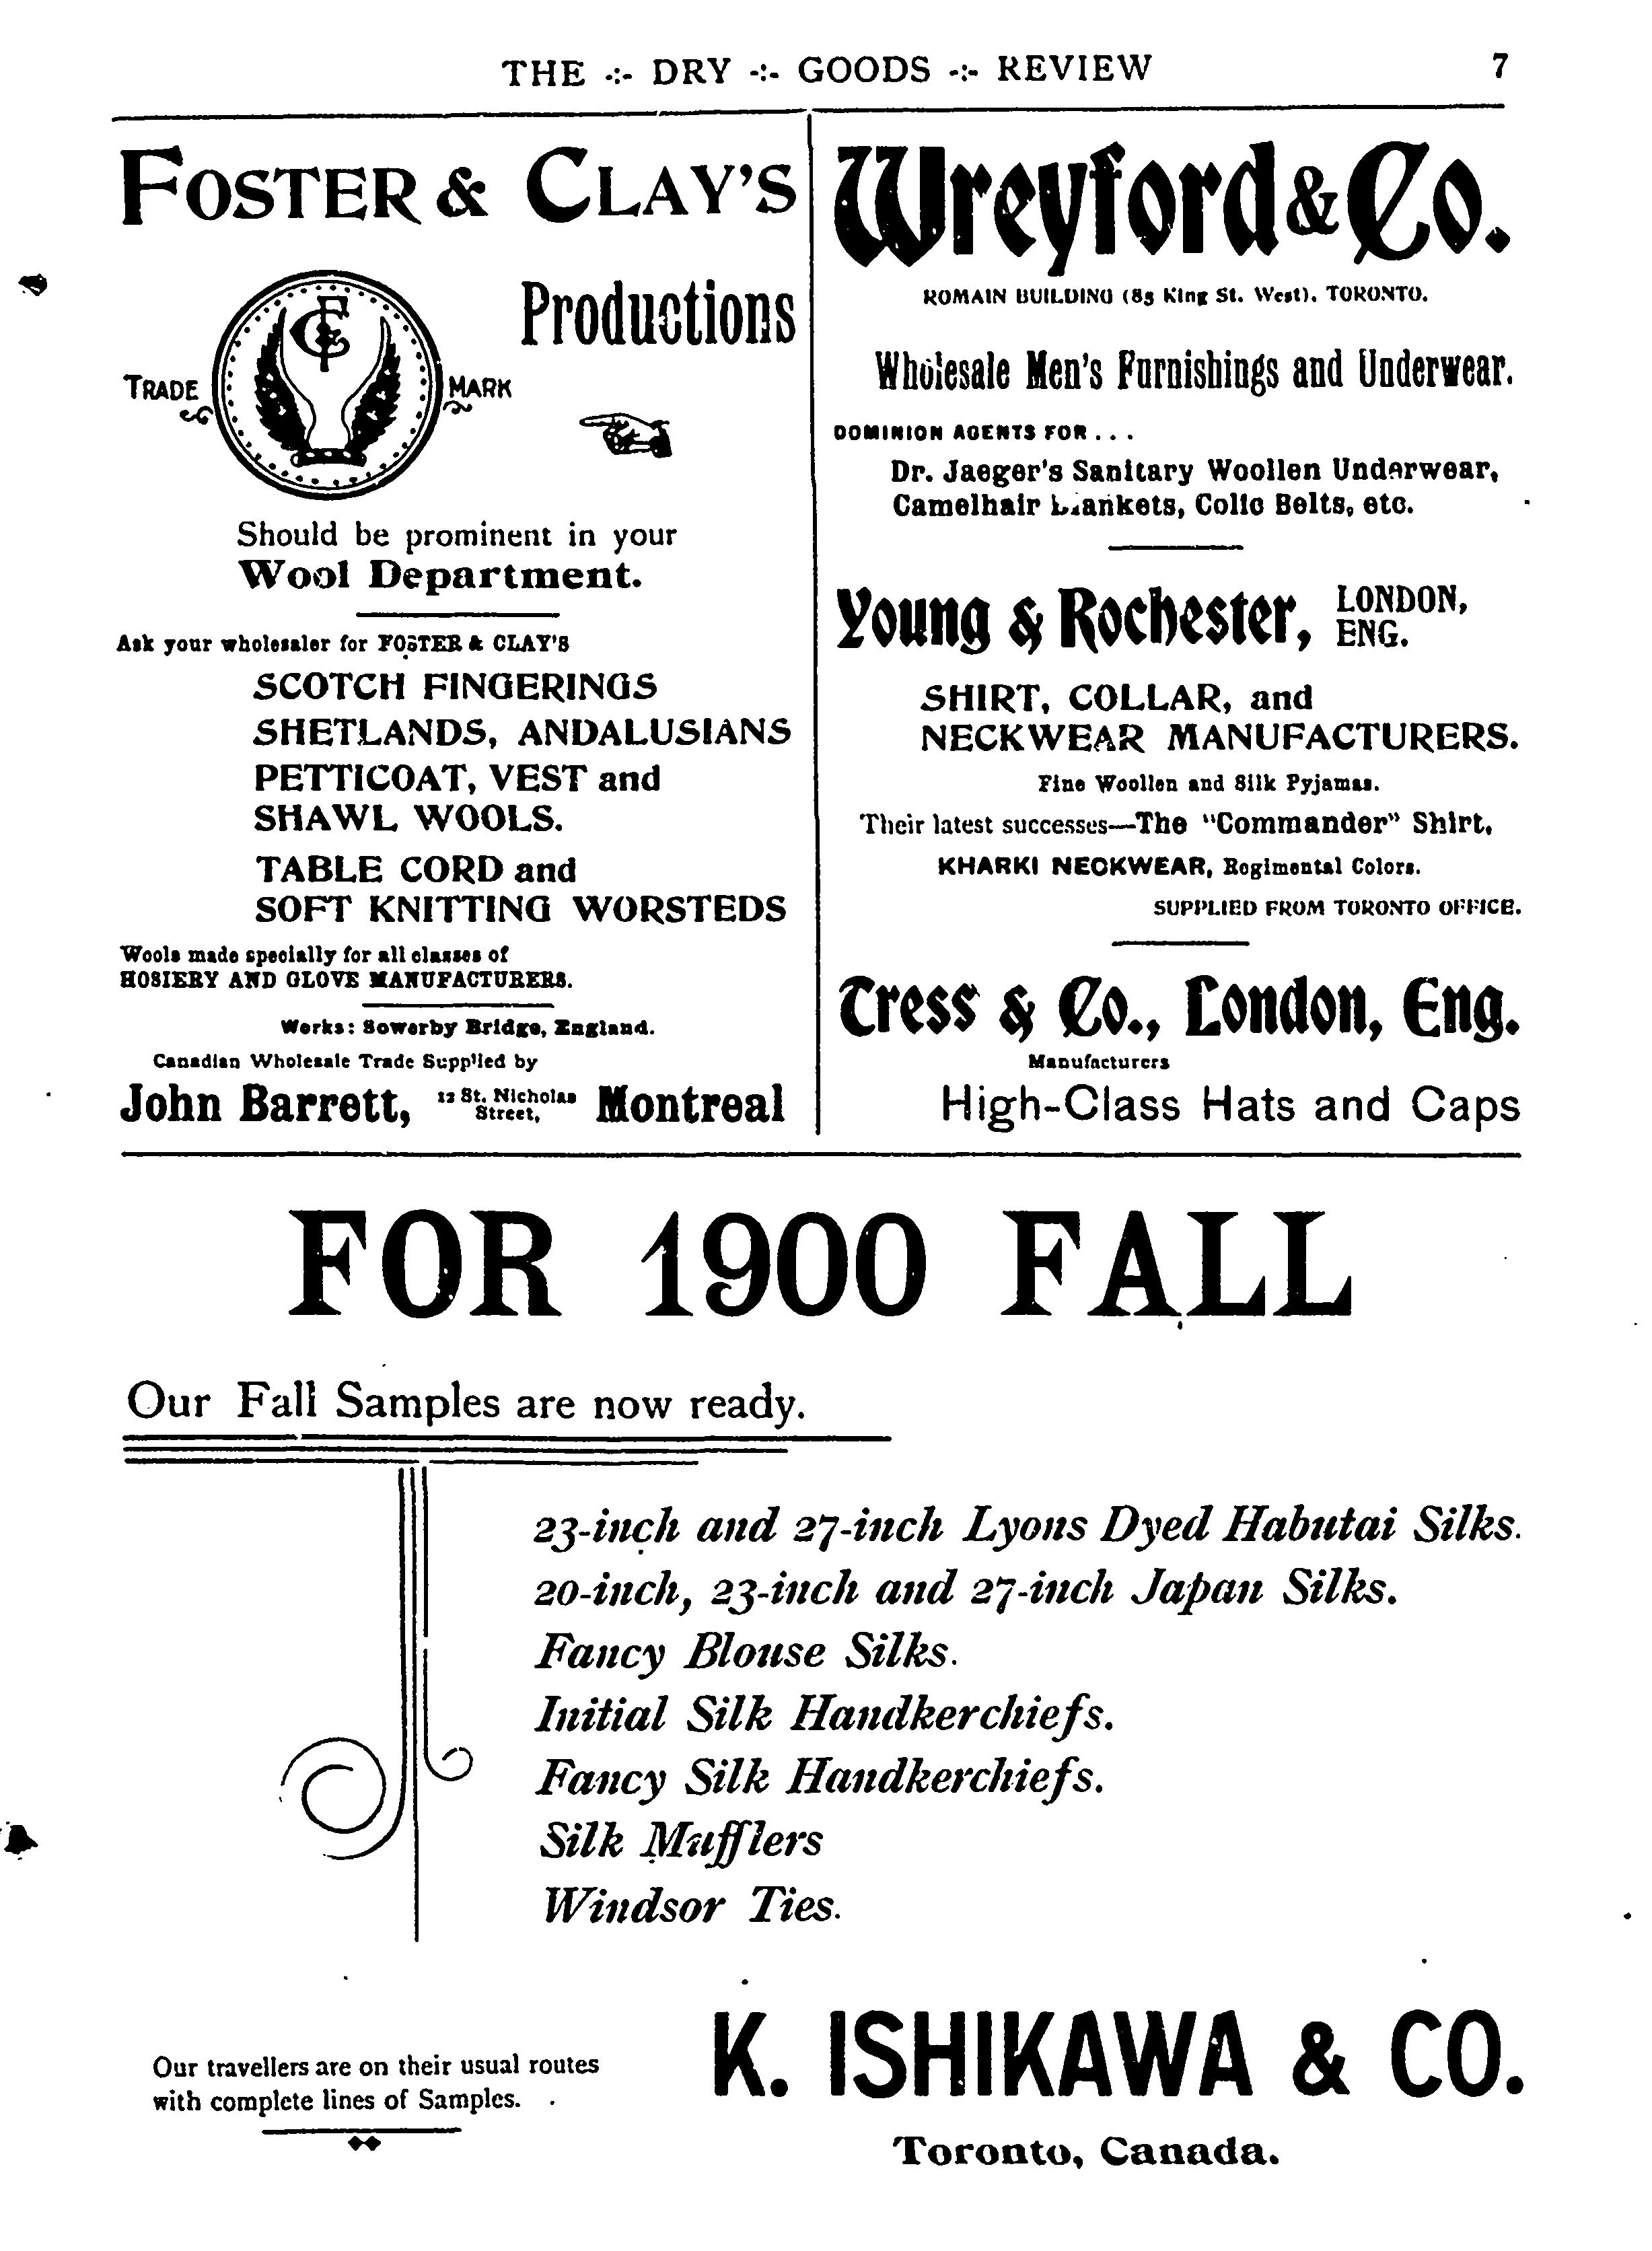 THE -:- DRY -:- GOODS -:- REVIEW 7
FOSTER & CLAY'S
Productions
TRADE MARK
Should be prominent in your
Wool Department.
Ask your wholesaler for FOSTER & CLAY'S
SCOTCH FINGERINGS
SHETLANDS, ANDALUSIANS
PETTICOAT, VEST and
SHAWL WOOLS.
TABLE CORD and
SOFT KNITTING WORSTEDS
Wools made specially for all classes of
HOSIERY AND GLOVE MANUFACTURERS.
Works: Sowerby Bridge, England.
Canadian Wholesale Trade Supplied by
John Barrett, 12 St. Nicholas Street, Montreal
Wreyford & Co.
ROMAIN BUILDING (85 King St. West), TORONTO.
Wholesale Men's Furnishings and Underwear.
DOMINION AGENTS FOR . . .
Dr. Jaeger's Sanitary Woollen Underwear,
Camelhair Blankets, Colic Belts, etc.
Young & Rochester, LONDON, ENG.
SHIRT, COLLAR, and
NECKWEAR MANUFACTURERS.
Fine Woollen and Silk Pyjamas.
Their latest successes—The "Commander" Shirt,
KHARKI NECKWEAR, Regimental Colors.
SUPPLIED FROM TORONTO OFFICE.
Tress & Co., London, Eng.
Manufacturers
High-Class Hats and Caps
FOR 1900 FALL
Our Fall Samples are now ready.
23-inch and 27-inch Lyons Dyed Habutai Silks.
20-inch, 23-inch and 27-inch Japan Silks.
Fancy Blouse Silks.
Initial Silk Handkerchiefs.
Fancy Silk Handkerchiefs.
Silk Mufflers
Windsor Ties.
Our travellers are on their usual routes
with complete lines of Samples.
K. ISHIKAWA & CO.
Toronto, Canada.